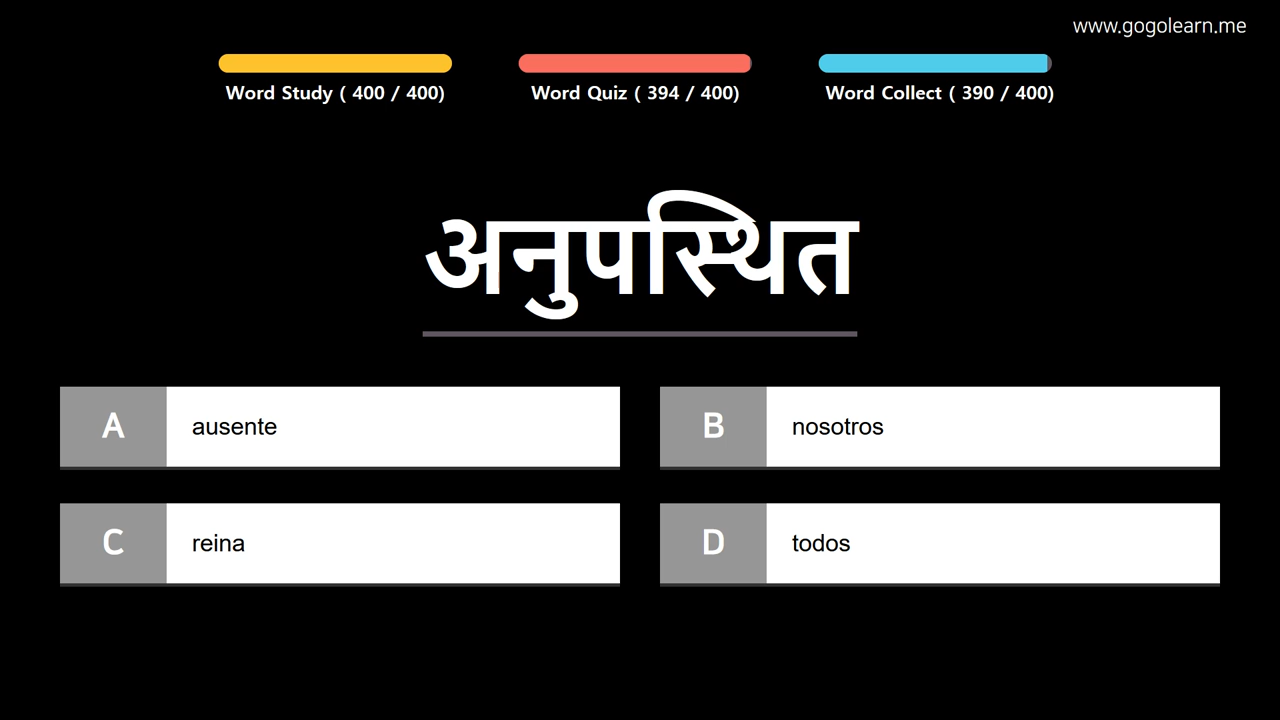 www.gogolearn.me
Word Study ( 400 / 400)
Word Quiz ( 394 / 400)
Word Collect ( 390 / 400)
अनुपस्थित
A ausente
B nosotros
C reina
D todos